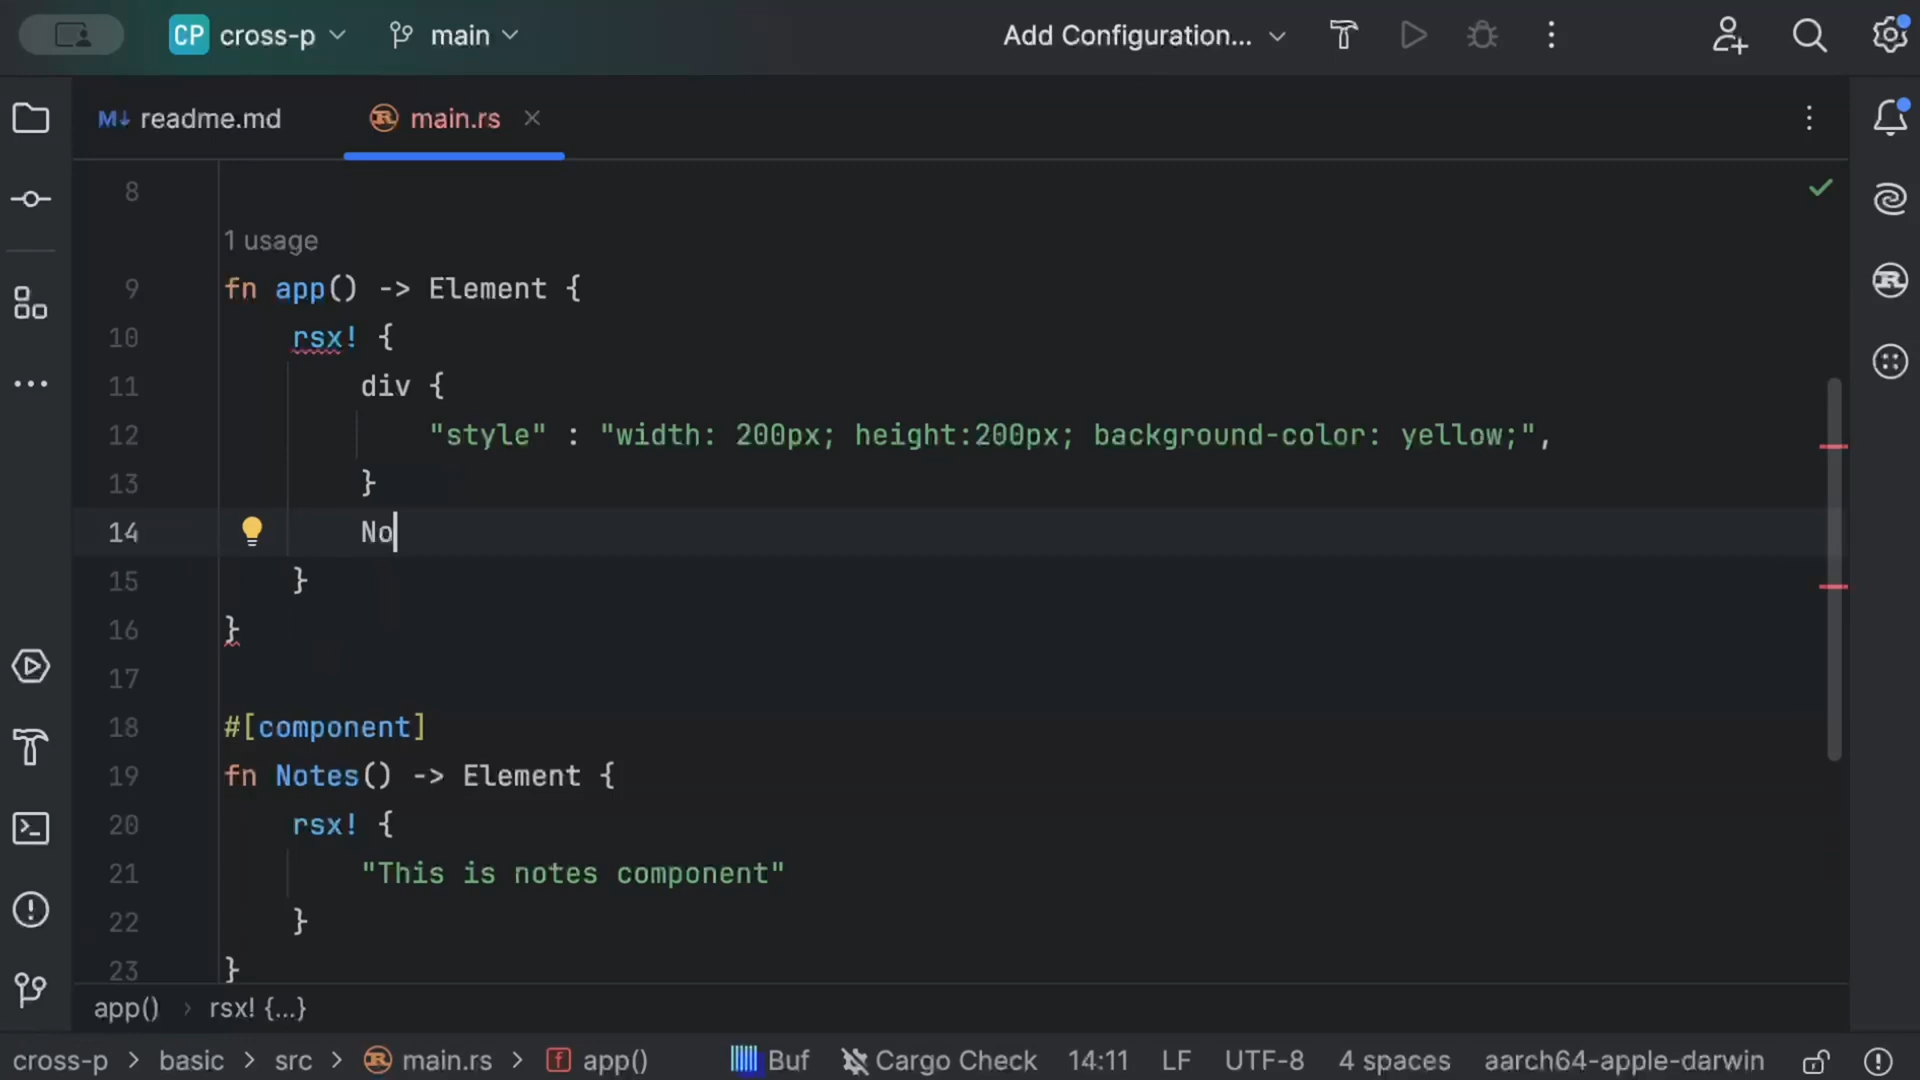 CP cross-p main Add Configuration...
M↓ readme.md main.rs
8
1 usage
9 fn app() -> Element {
10 rsx! {
11 div {
12 "style" : "width: 200px; height:200px; background-color: yellow;",
13 }
14 No
15 }
16 }
17
18 #[component]
19 fn Notes() -> Element {
20 rsx! {
21 "This is notes component"
22 }
23 }
app() › rsx! {...}
cross-p > basic > src > main.rs > f app() Buf Cargo Check 14:11 LF UTF-8 4 spaces aarch64-apple-darwin